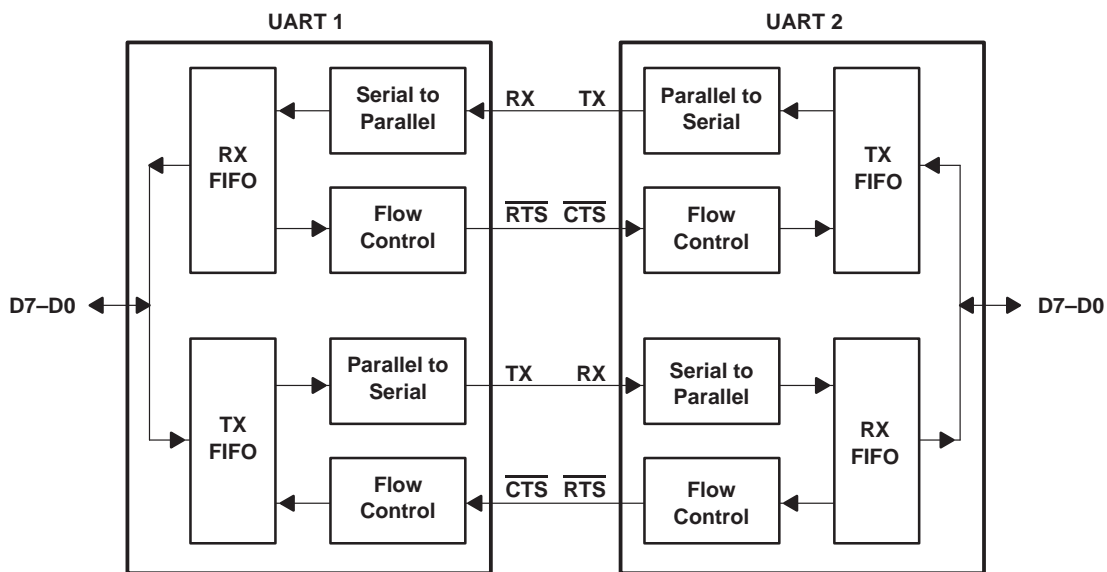 UART 1
UART 2
Serial to
Parallel
RX
TX
Parallel to
Serial
RX
FIFO
TX
FIFO
Flow
Control
RTS
CTS
Flow
Control
D7–D0
D7–D0
Parallel to
Serial
TX
RX
Serial to
Parallel
TX
FIFO
RX
FIFO
Flow
Control
CTS
RTS
Flow
Control